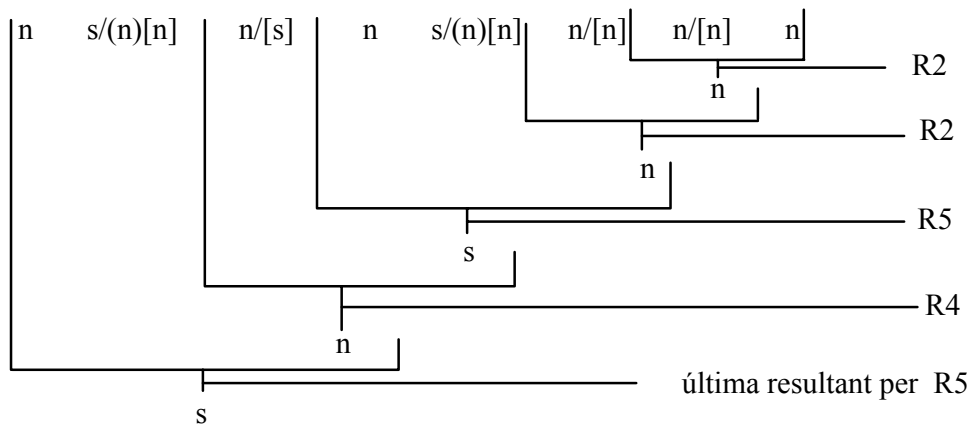 n s/(n)[n] n/[s] n s/(n)[n] n/[n] n/[n] n
R2
n
R2
n
R5
s
R4
n
última resultant per R5
s